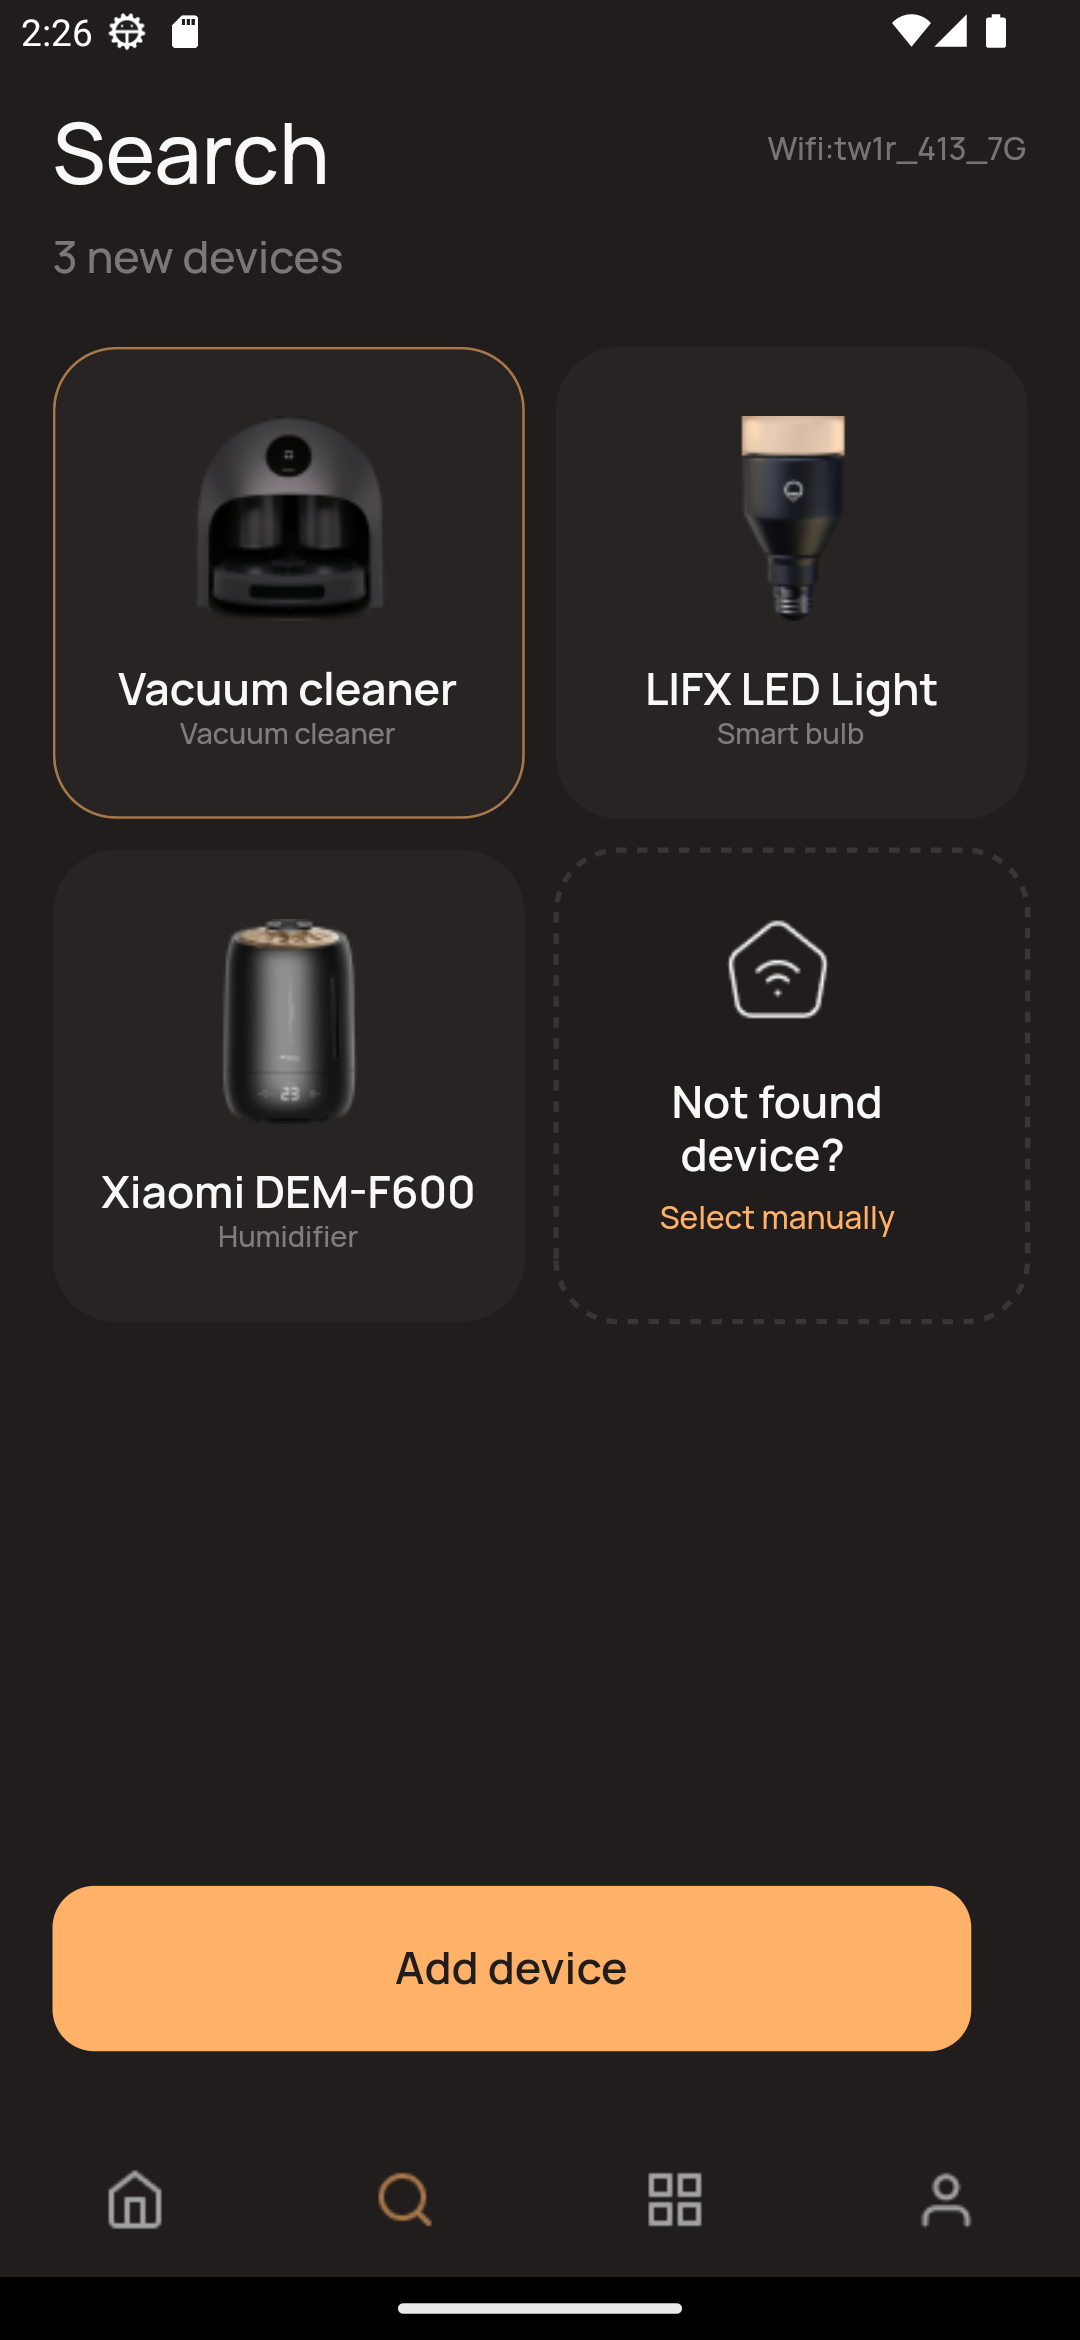 2:26
Search
Wifi:tw1r_413_7G
3 new devices
Vacuum cleaner
Vacuum cleaner
LIFX LED Light
Smart bulb
23
Xiaomi DEM-F600
Humidifier
Not found
device?
Select manually
Add device